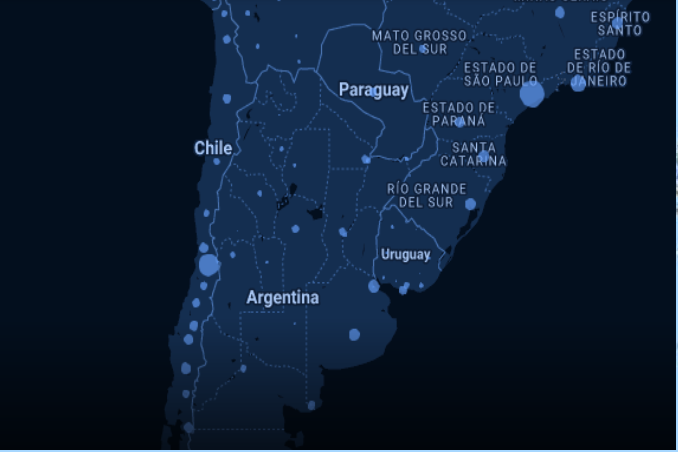 ESPÍRITO
SANTO
MATO GROSSO
DEL SUR
ESTADO
DE RÍO DE
JANEIRO
ESTADO DE
SÃO PAULO
Paraguay
ESTADO DE
PARANÁ
Chile
SANTA
CATARINA
RÍO GRANDE
DEL SUR
Uruguay
Argentina